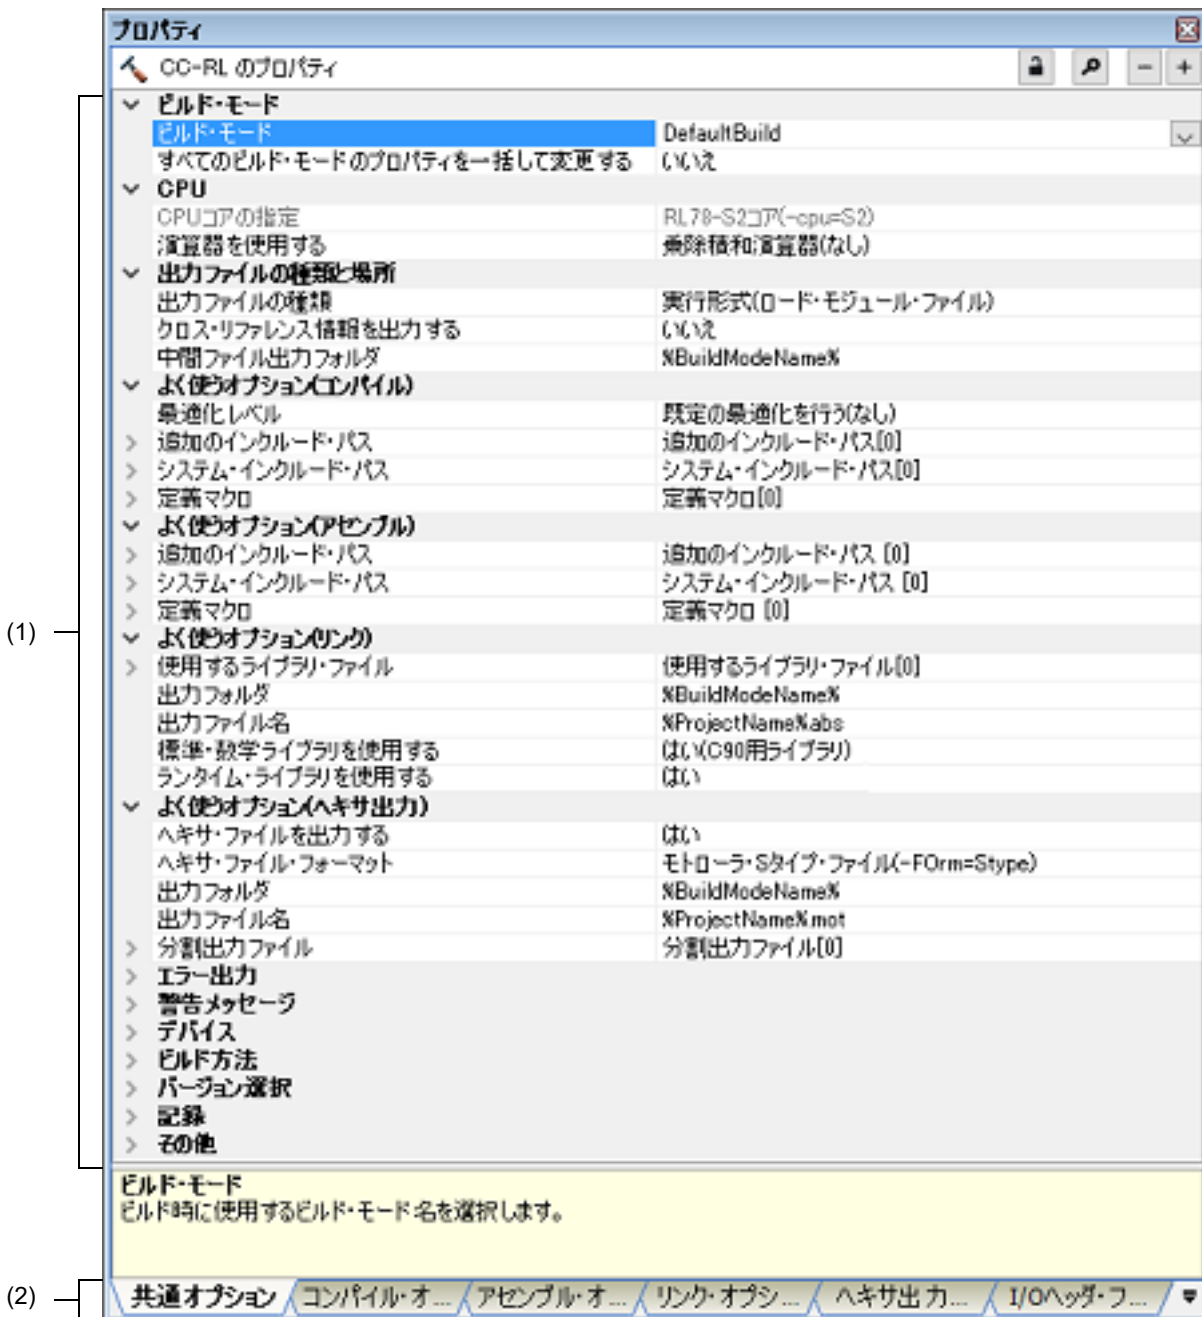 プロパティ
CC-RL のプロパティ
ビルド・モード
ビルド・モード DefaultBuild
すべてのビルド・モードのプロパティを一括して変更する いいえ
CPU
CPUコアの指定 RL78-S2コア(-cpu=S2)
演算器を使用する 乗除積和演算器(なし)
出力ファイルの種類と場所
出力ファイルの種類 実行形式(ロード・モジュール・ファイル)
クロス・リファレンス情報を出力する いいえ
中間ファイル出力フォルダ %BuildModeName%
よく使うオプション(コンパイル)
最適化レベル 既定の最適化を行う(なし)
追加のインクルード・パス 追加のインクルード・パス[0]
システム・インクルード・パス システム・インクルード・パス[0]
定義マクロ 定義マクロ[0]
よく使うオプション(アセンブル)
追加のインクルード・パス 追加のインクルード・パス [0]
システム・インクルード・パス システム・インクルード・パス [0]
定義マクロ 定義マクロ [0]
(1)
よく使うオプション(リンク)
使用するライブラリ・ファイル 使用するライブラリ・ファイル[0]
出力フォルダ %BuildModeName%
出力ファイル名 %ProjectName%.abs
標準・数学ライブラリを使用する はい(C90用ライブラリ)
ランタイム・ライブラリを使用する はい
よく使うオプション(ヘキサ出力)
ヘキサ・ファイルを出力する はい
ヘキサ・ファイル・フォーマット モトローラ・Sタイプ・ファイル(-FOrm=Stype)
出力フォルダ %BuildModeName%
出力ファイル名 %ProjectName%.mot
分割出力ファイル 分割出力ファイル[0]
エラー出力
警告メッセージ
デバイス
ビルド方法
バージョン選択
記録
その他
ビルド・モード
ビルド時に使用するビルド・モード名を選択します。
(2)
共通オプション コンパイル・オ... アセンブル・オ... リンク・オプシ... ヘキサ出力... I/Oヘッダ・フ...